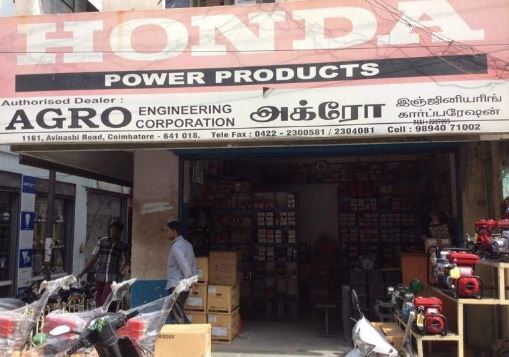 HONDA
POWER PRODUCTS
Authorised Dealer :
AGRO ENGINEERING CORPORATION
அக்ரோ இஞ்ஜினியரிங் கார்ப்பரேஷன்
1161, Avinashi Road, Coimbatore - 641 018. Tele Fax : 0422 - 2300581 / 2304081 Cell : 98940 71002